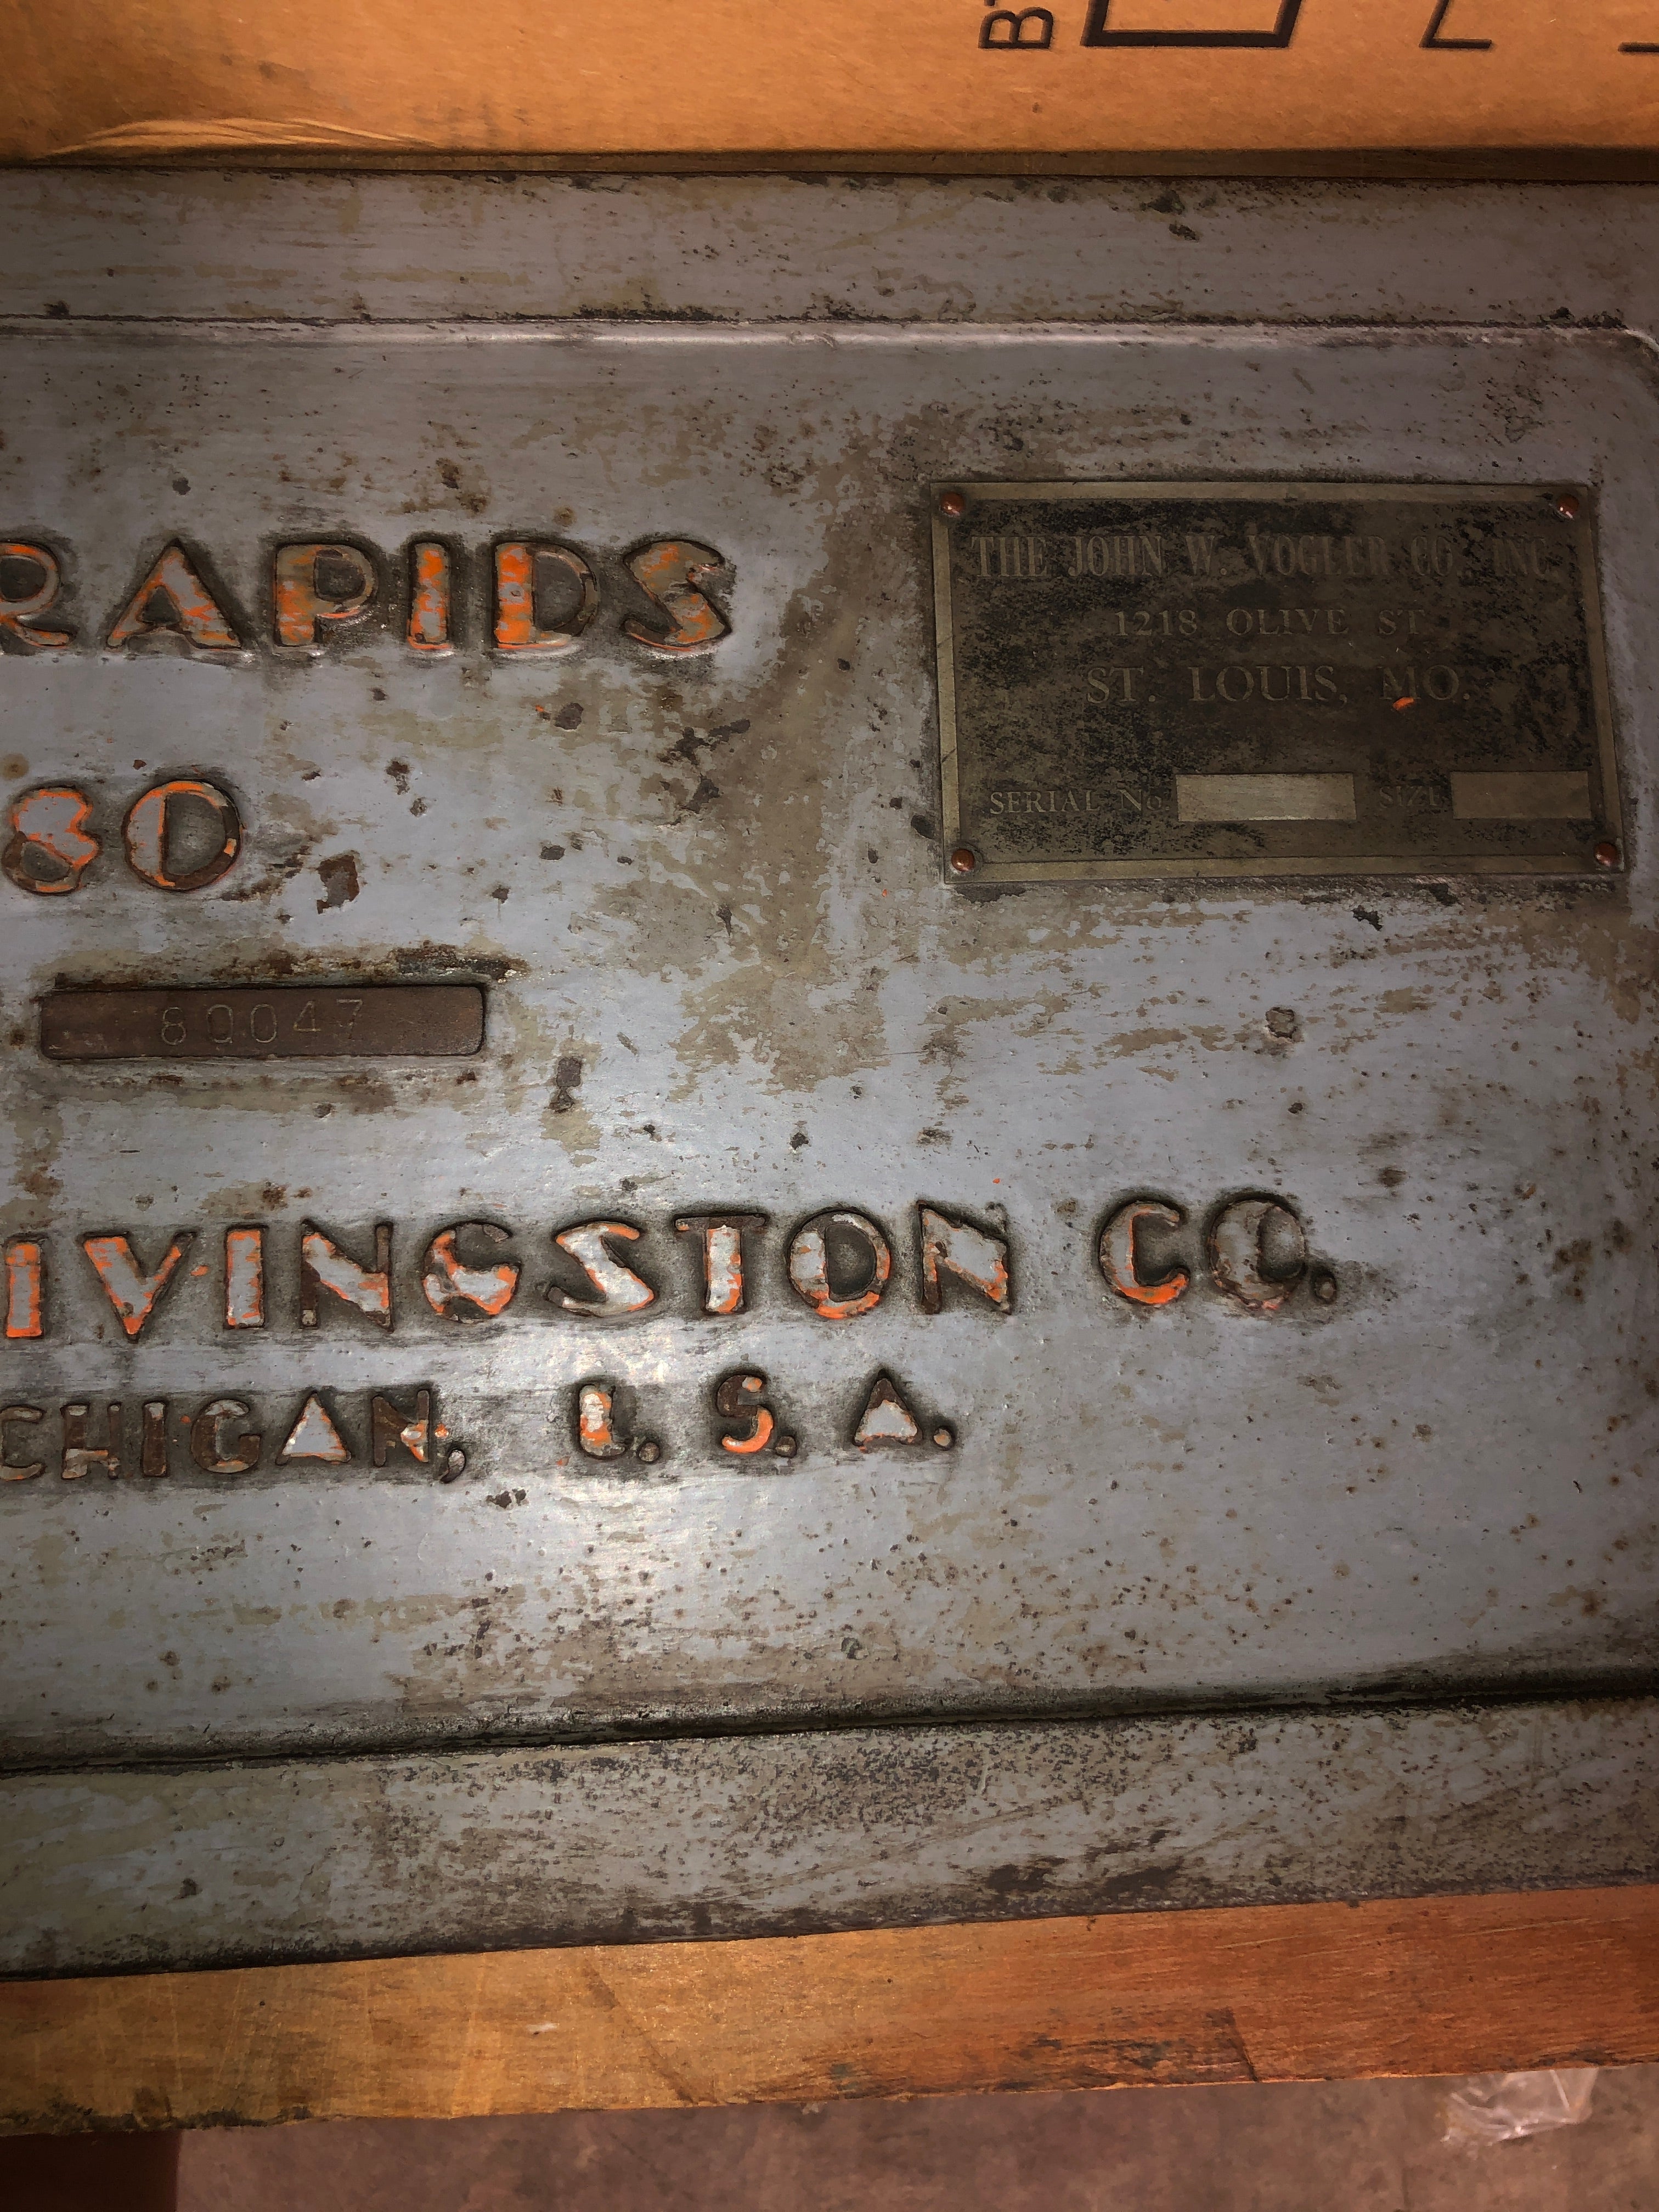 RAPIDS
80
80047
IVINGSTON CO.
CHIGAN, U.S.A.
THE JOHN W. VOGLER CO. INC.
1218 OLIVE ST.
ST. LOUIS, MO.
SERIAL No. SIZE